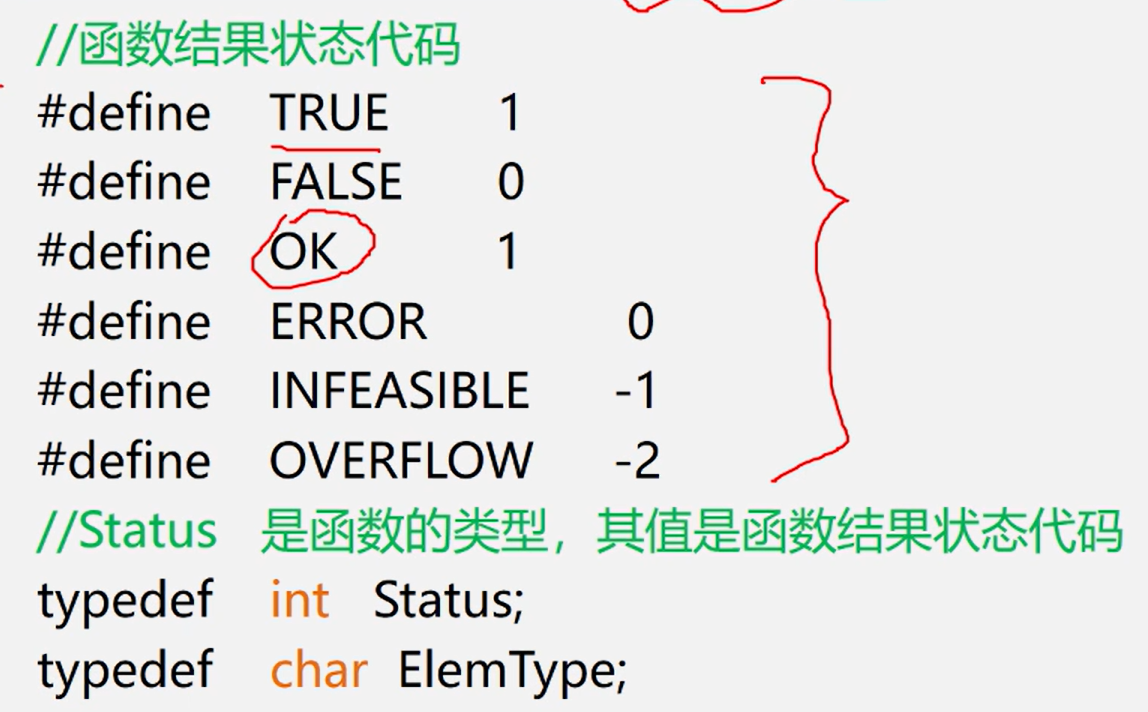 //函数结果状态代码
#define TRUE 1
#define FALSE 0
#define OK 1
#define ERROR 0
#define INFEASIBLE -1
#define OVERFLOW -2
//Status 是函数的类型，其值是函数结果状态代码
typedef int Status;
typedef char ElemType;